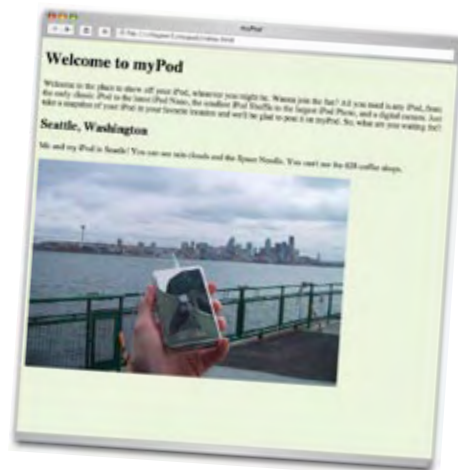 myPod
Welcome to myPod
Welcome to the place to show off your iPod, wherever you might be. Wanna join the fun? All you need is any iPod, from
the early classic iPod to the latest iPod Nano, the smallest iPod Shuffle to the largest iPod Photo, and a digital camera. Just
take a snapshot of your iPod in your favorite location and we'll be glad to post it on myPod. So, what are you waiting for?
Seattle, Washington
Me and my iPod in Seattle! You can see rain clouds and the Space Needle. You can't see the 628 coffee shops.